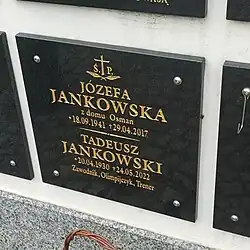 Ś P
JÓZEFA
JANKOWSKA
z domu Osman
*18.09.1941 +29.04.2017
TADEUSZ
JANKOWSKI
*20.04.1930 +24.05.2022
Zawodnik, Olimpijczyk, Trener